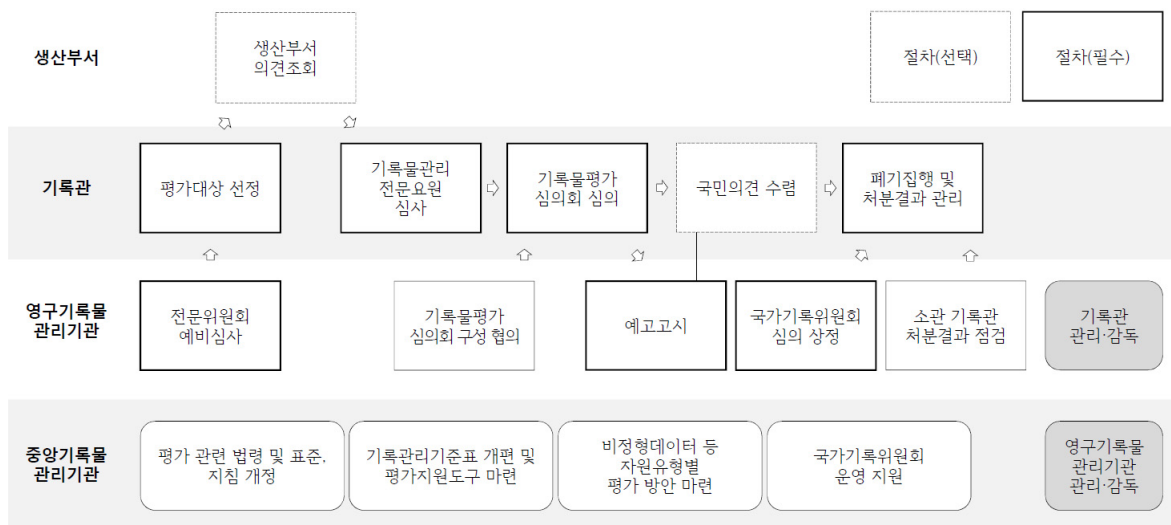 생산부서
생산부서
의견조회
절차(선택)
절차(필수)
기록관
평가대상 선정
기록물관리
전문요원
심사
기록물평가
심의회 심의
국민의견 수렴
폐기집행 및
처분결과 관리
영구기록물
관리기관
전문위원회
예비심사
기록물평가
심의회 구성 협의
예고고시
국가기록위원회
심의 상정
소관 기록관
처분결과 점검
기록관
관리·감독
중앙기록물
관리기관
평가 관련 법령 및 표준,
지침 개정
기록관리기준표 개편 및
평가지원도구 마련
비정형데이터 등
자원유형별
평가 방안 마련
국가기록위원회
운영 지원
영구기록물
관리기관
관리·감독